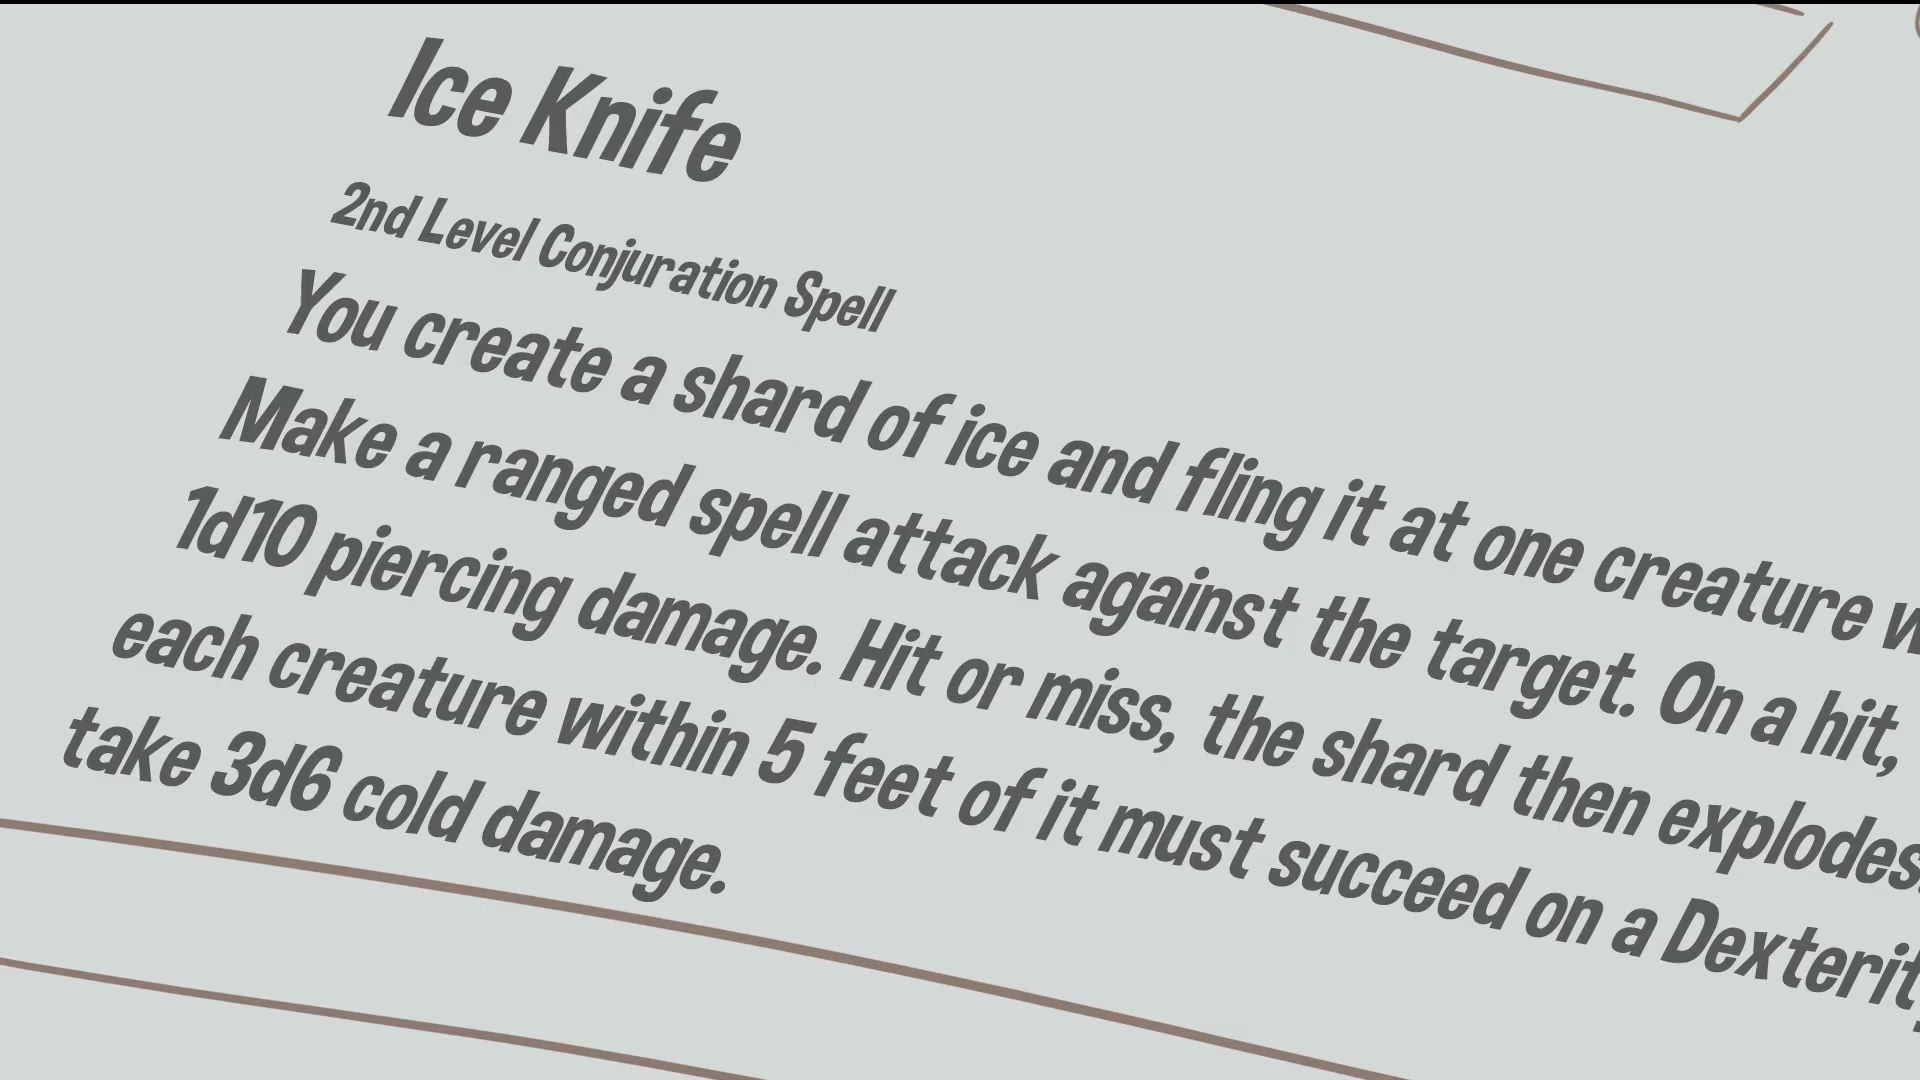 Ice Knife
2nd Level Conjuration Spell
You create a shard of ice and fling it at one creature
Make a ranged spell attack against the target. On a hit,
1d10 piercing damage. Hit or miss, the shard then explodes.
each creature within 5 feet of it must succeed on a Dexterity
take 3d6 cold damage.